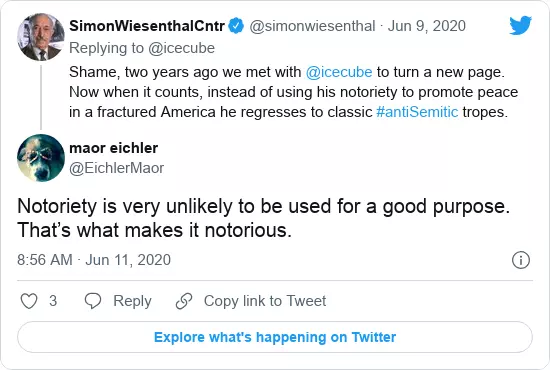 SimonWiesenthalCntr @simonwiesenthal · Jun 9, 2020
Replying to @icecube
Shame, two years ago we met with @icecube to turn a new page.
Now when it counts, instead of using his notoriety to promote peace
in a fractured America he regresses to classic #antiSemitic tropes.
maor eichler
@EichlerMaor
Notoriety is very unlikely to be used for a good purpose.
That’s what makes it notorious.
8:56 AM · Jun 11, 2020
3 Reply Copy link to Tweet
Explore what's happening on Twitter